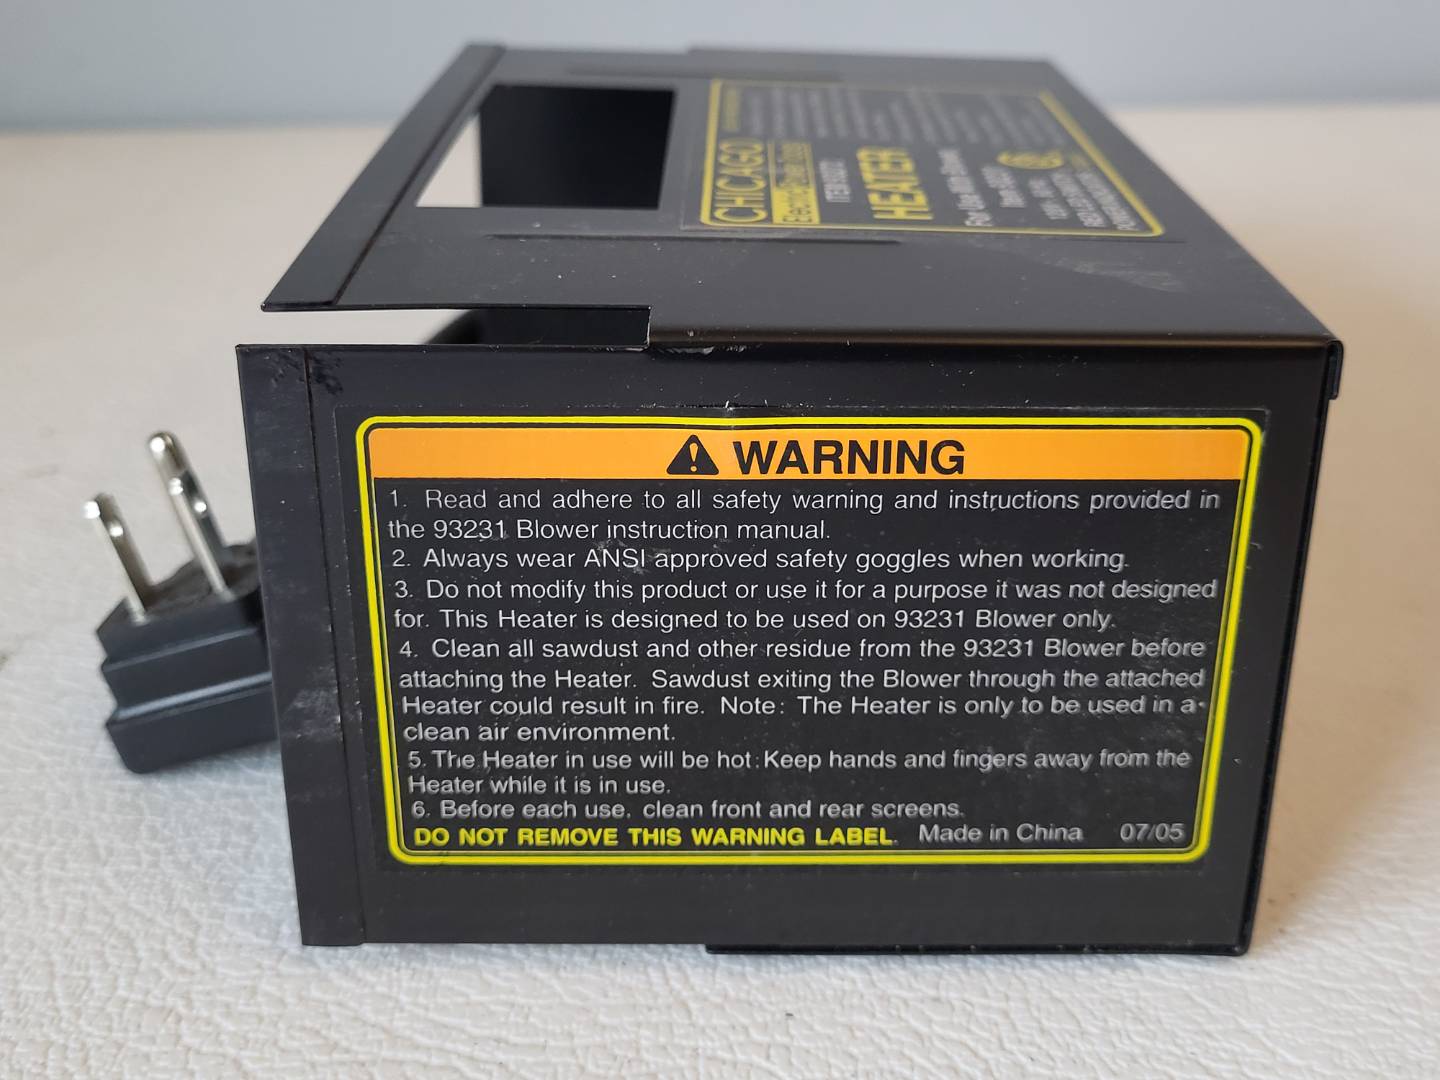 CHICAGO
Electric Power Tools
HEATER
For Use With Blower
⚠ WARNING
1. Read and adhere to all safety warning and instructions provided in
the 93231 Blower instruction manual.
2. Always wear ANSI approved safety goggles when working.
3. Do not modify this product or use it for a purpose it was not designed
for. This Heater is designed to be used on 93231 Blower only.
4. Clean all sawdust and other residue from the 93231 Blower before
attaching the Heater. Sawdust exiting the Blower through the attached
Heater could result in fire. Note: The Heater is only to be used in a
clean air environment.
5. The Heater in use will be hot: Keep hands and fingers away from the
Heater while it is in use.
6. Before each use, clean front and rear screens.
DO NOT REMOVE THIS WARNING LABEL. Made in China 07/05